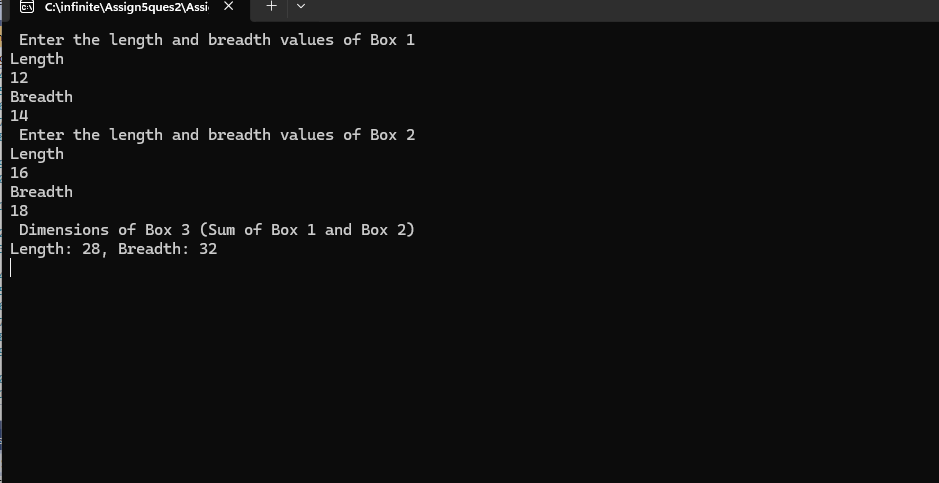 C:\infinite\Assign5ques2\Assi
Enter the length and breadth values of Box 1
Length
12
Breadth
14
Enter the length and breadth values of Box 2
Length
16
Breadth
18
Dimensions of Box 3 (Sum of Box 1 and Box 2)
Length: 28, Breadth: 32